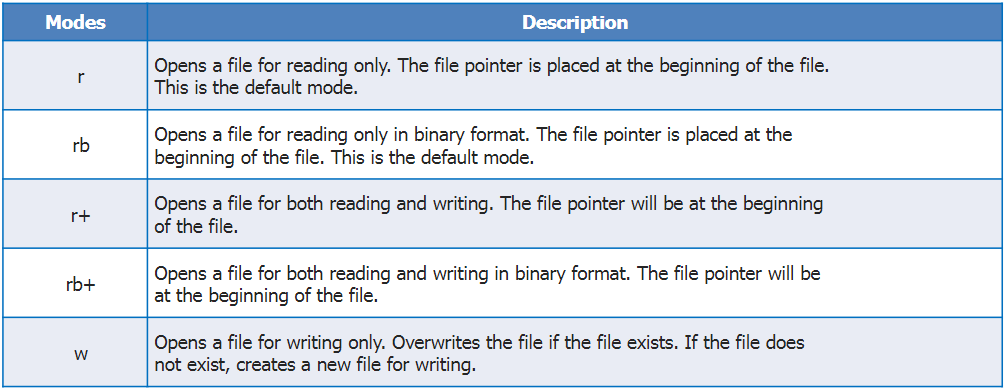 Modes Description
r
Opens a file for reading only. The file pointer is placed at the beginning of the file.
This is the default mode.
rb
Opens a file for reading only in binary format. The file pointer is placed at the
beginning of the file. This is the default mode.
r+
Opens a file for both reading and writing. The file pointer will be at the beginning
of the file.
rb+
Opens a file for both reading and writing in binary format. The file pointer will be
at the beginning of the file.
w
Opens a file for writing only. Overwrites the file if the file exists. If the file does
not exist, creates a new file for writing.